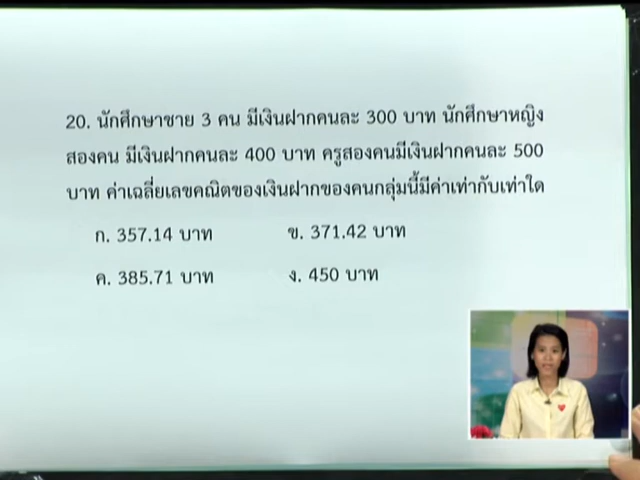 20. นักศึกษาชาย 3 คน มีเงินฝากคนละ 300 บาท นักศึกษาหญิง
สองคน มีเงินฝากคนละ 400 บาท ครูสองคนมีเงินฝากคนละ 500
บาท ค่าเฉลี่ยเลขคณิตของเงินฝากของคนกลุ่มนี้มีค่าเท่ากับเท่าใด
ก. 357.14 บาท ข. 371.42 บาท
ค. 385.71 บาท ง. 450 บาท